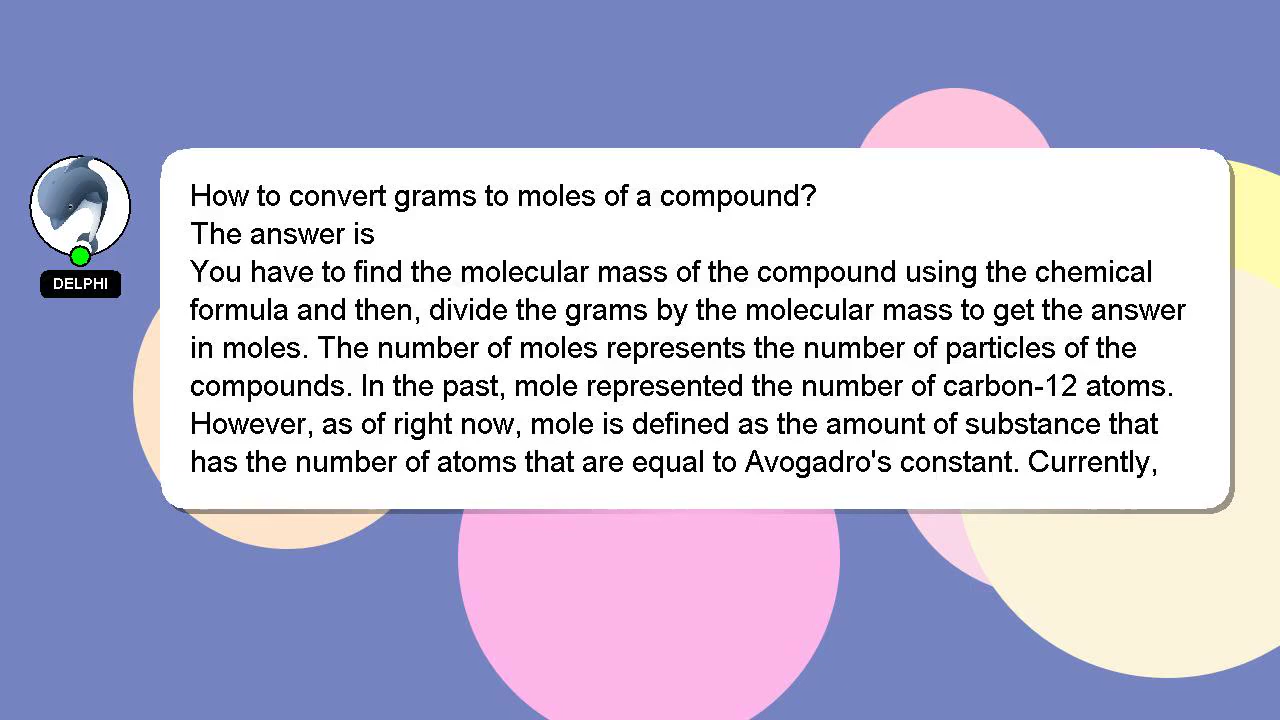 How to convert grams to moles of a compound?
The answer is
You have to find the molecular mass of the compound using the chemical
formula and then, divide the grams by the molecular mass to get the answer
in moles. The number of moles represents the number of particles of the
compounds. In the past, mole represented the number of carbon-12 atoms.
However, as of right now, mole is defined as the amount of substance that
has the number of atoms that are equal to Avogadro's constant. Currently,
DELPHI